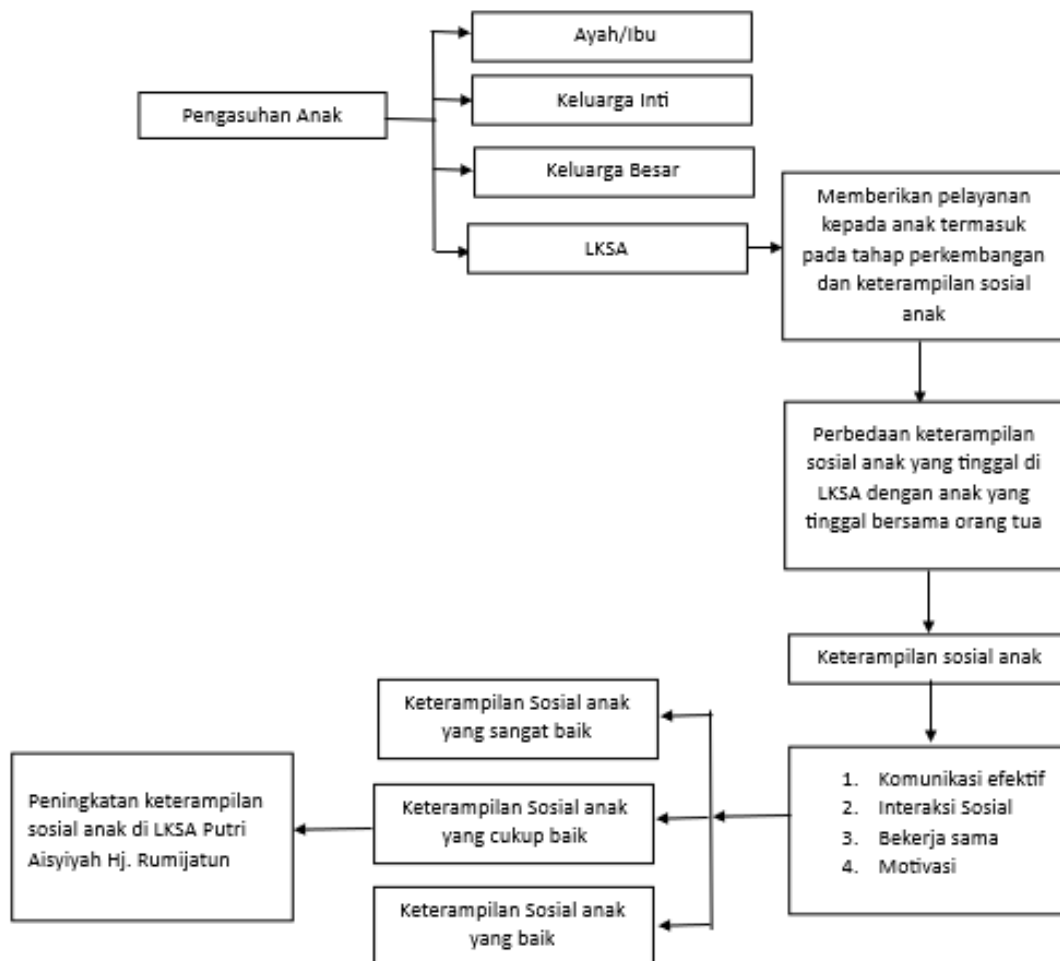 Ayah/Ibu
Keluarga Inti
Pengasuhan Anak
Keluarga Besar
LKSA
Memberikan pelayanan
kepada anak termasuk
pada tahap perkembangan
dan keterampilan sosial
anak
Perbedaan keterampilan
sosial anak yang tinggal di
LKSA dengan anak yang
tinggal bersama orang tua
Keterampilan sosial anak
1. Komunikasi efektif
2. Interaksi Sosial
3. Bekerja sama
4. Motivasi
Keterampilan Sosial anak
yang sangat baik
Keterampilan Sosial anak
yang cukup baik
Keterampilan Sosial anak
yang baik
Peningkatan keterampilan
sosial anak di LKSA Putri
Aisyiyah Hj. Rumijatun